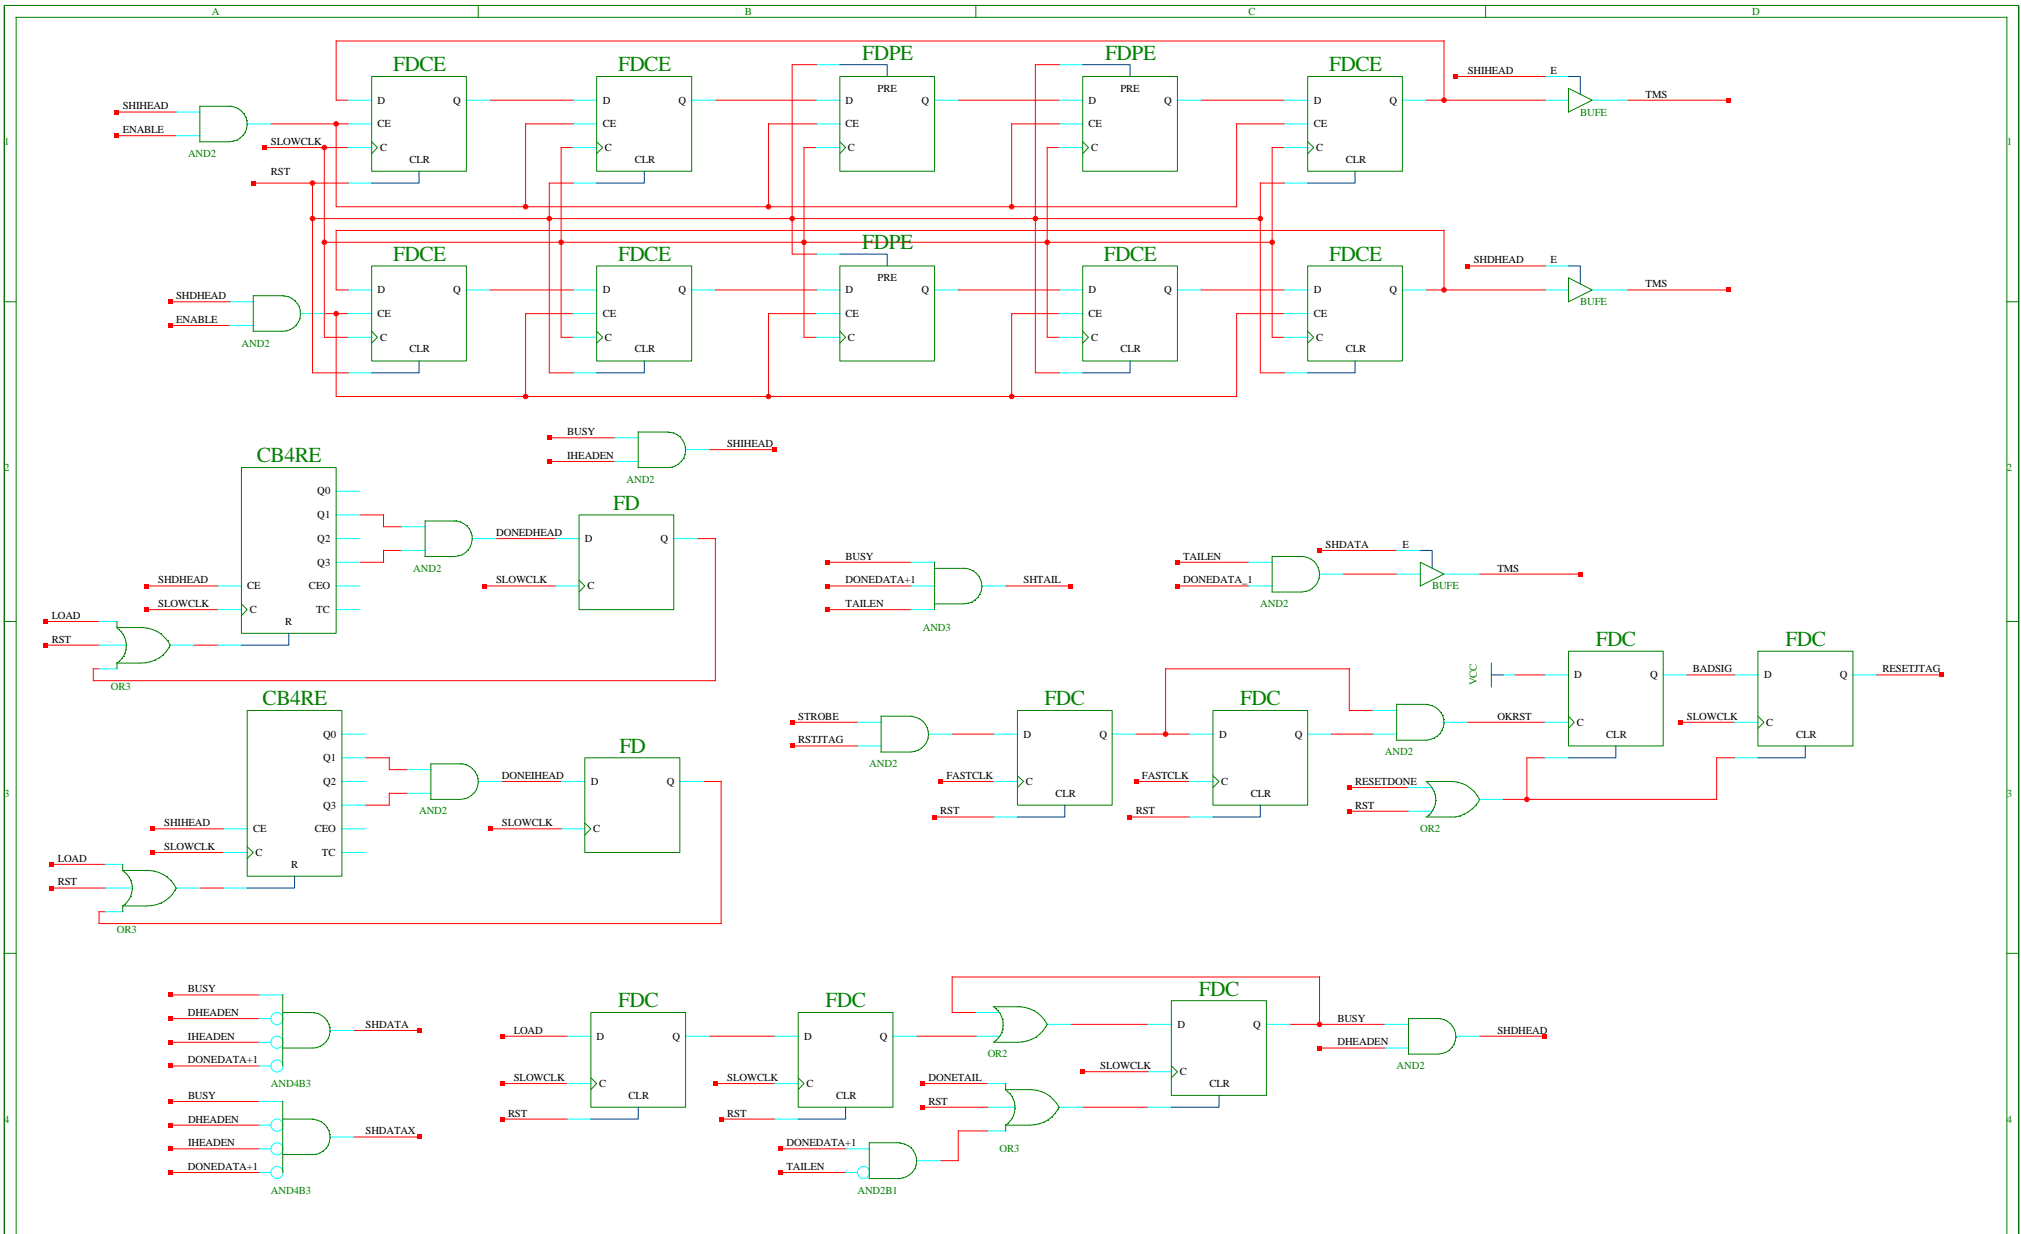 A B C D
FDCE FDCE FDPE FDPE FDCE
SHIHEAD
ENABLE
AND2
SLOWCLK
RST
D Q CE C CLR
D Q CE C CLR
PRE D Q CE C
PRE D Q CE C
D Q CE C CLR
SHIHEAD E
BUFE
TMS
1 1
FDCE FDCE FDPE FDCE FDCE
SHDHEAD
ENABLE
AND2
D Q CE C CLR
D Q CE C CLR
PRE D Q CE C
D Q CE C CLR
D Q CE C CLR
SHDHEAD E
BUFE
TMS
BUSY
IHEADEN
AND2
SHIHEAD
2 2
CB4RE
Q0
Q1
Q2
Q3
CE CEO
C TC
R
SHDHEAD
SLOWCLK
LOAD
RST
OR3
AND2
DONEDHEAD
SLOWCLK
FD
D Q
C
BUSY
DONEDATA+1
TAILEN
AND3
SHTAIL
TAILEN
DONEDATA_1
AND2
SHDATA E
BUFE
TMS
CB4RE
Q0
Q1
Q2
Q3
CE CEO
C TC
R
SHIHEAD
SLOWCLK
LOAD
RST
OR3
AND2
DONEIHEAD
SLOWCLK
FD
D Q
C
STROBE
RSTJTAG
AND2
FDC
D Q
C
CLR
FASTCLK
RST
FDC
D Q
C
CLR
FASTCLK
RST
AND2
OKRST
VCC
FDC
D Q
C
CLR
BADSIG
SLOWCLK
FDC
D Q
C
CLR
RESETJTAG
RESETDONE
RST
OR2
3 3
BUSY
DHEADEN
IHEADEN
DONEDATA+1
AND4B3
SHDATA
BUSY
DHEADEN
IHEADEN
DONEDATA+1
AND4B3
SHDATAX
LOAD
SLOWCLK
RST
FDC
D Q
C
CLR
SLOWCLK
RST
FDC
D Q
C
CLR
OR2
DONETAIL
RST
OR3
DONEDATA+1
TAILEN
AND2B1
SLOWCLK
FDC
D Q
C
CLR
BUSY
DHEADEN
AND2
SHDHEAD
4 4